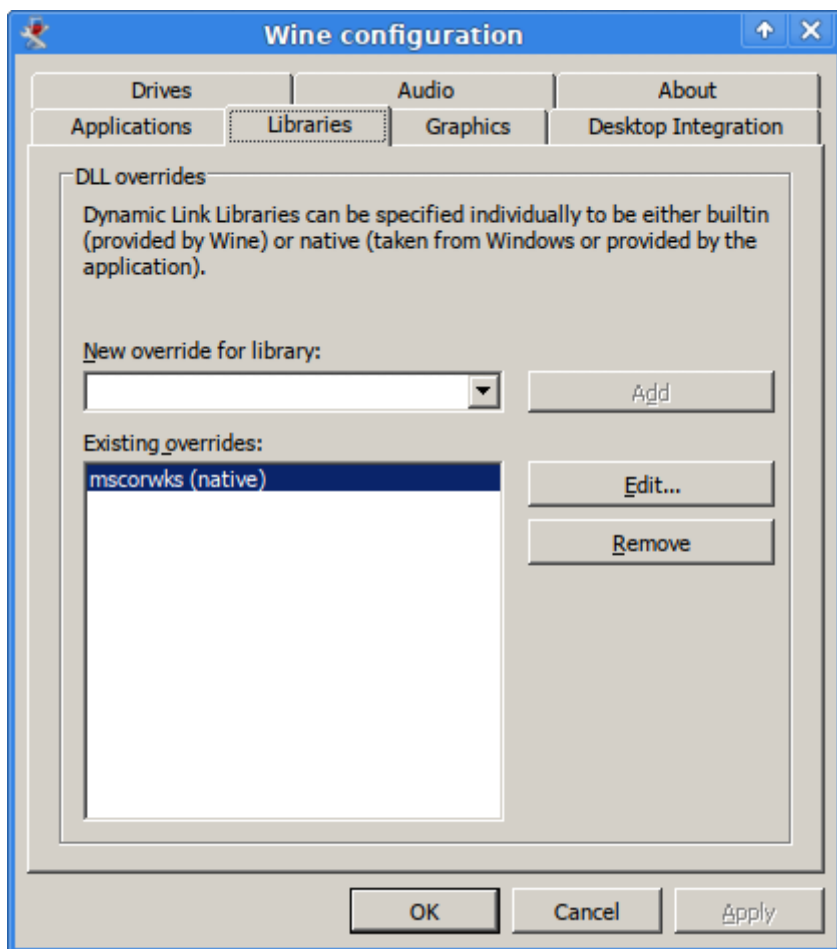 Wine configuration
Drives Audio About
Applications Libraries Graphics Desktop Integration
DLL overrides
Dynamic Link Libraries can be specified individually to be either builtin
(provided by Wine) or native (taken from Windows or provided by the
application).
New override for library:
Add
Existing overrides:
mscorwks (native)
Edit...
Remove
OK Cancel Apply